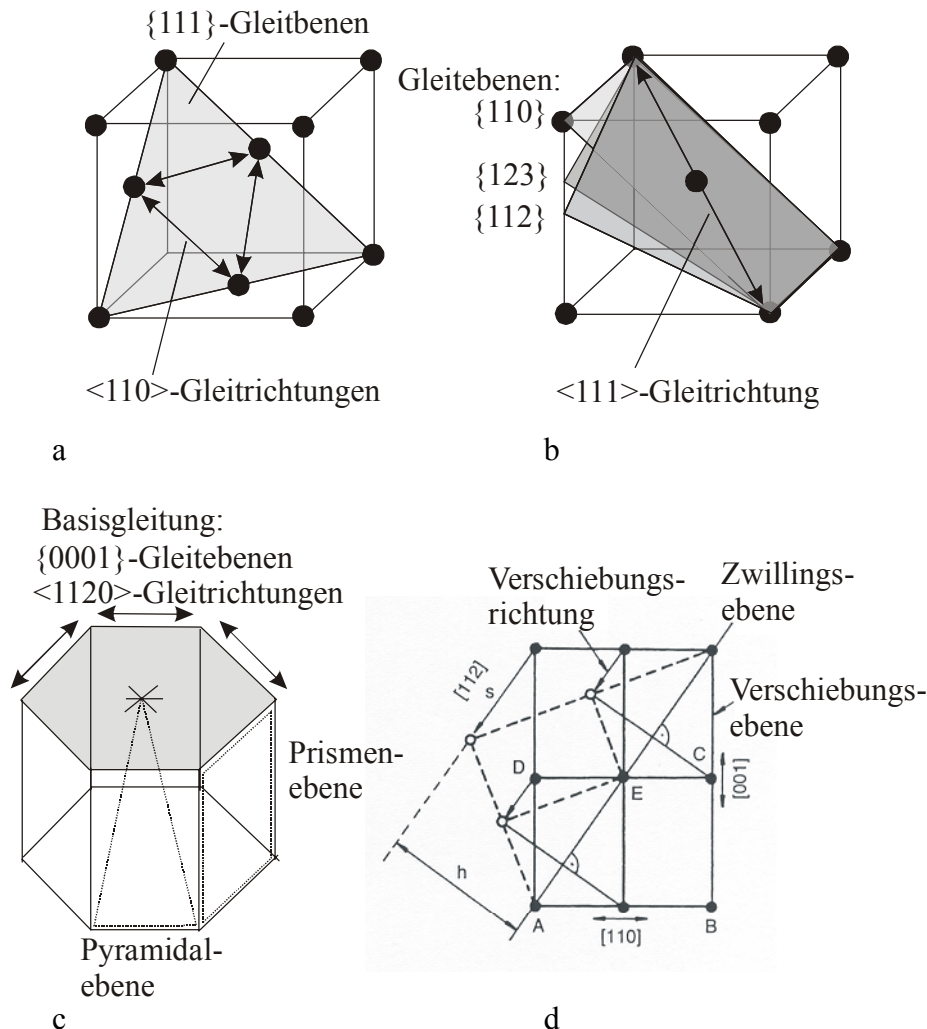 {111}-Gleitbenen
<110>-Gleitrichtungen
a
Gleitebenen:
{110}
{123}
{112}
<111>-Gleitrichtung
b
Basisgleitung:
{0001}-Gleitebenen
<1120>-Gleitrichtungen
Prismen-
ebene
Pyramidal-
ebene
c
Verschiebungs-
richtung
Zwillings-
ebene
Verschiebungs-
ebene
[112]
s
D
E
C
[001]
h
A
[110]
B
d